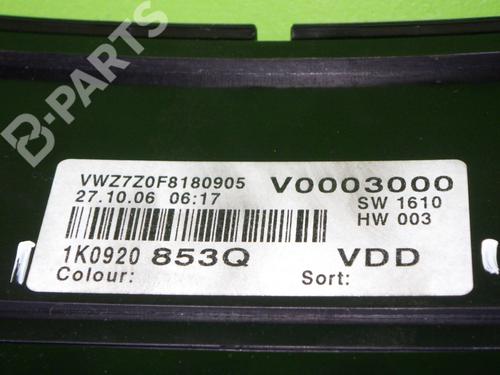 B-PARTS
VWZ7Z0F8180905 V0003000
27.10.06 06:17 SW 1610
HW 003
1K0920 853Q VDD
Colour: Sort: